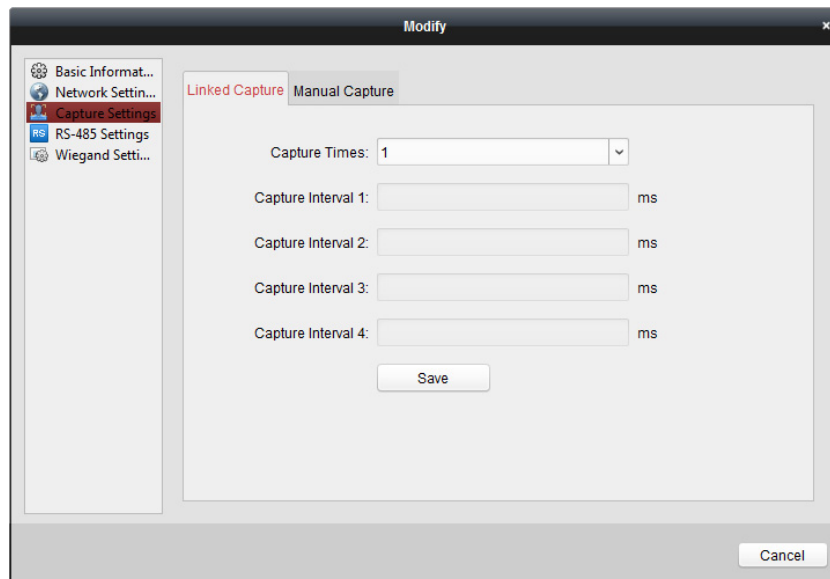 Modify
Basic Informat...
Network Settin...
Capture Settings
RS RS-485 Settings
Wiegand Setti...
Linked Capture Manual Capture
Capture Times: 1
Capture Interval 1: ms
Capture Interval 2: ms
Capture Interval 3: ms
Capture Interval 4: ms
Save
Cancel